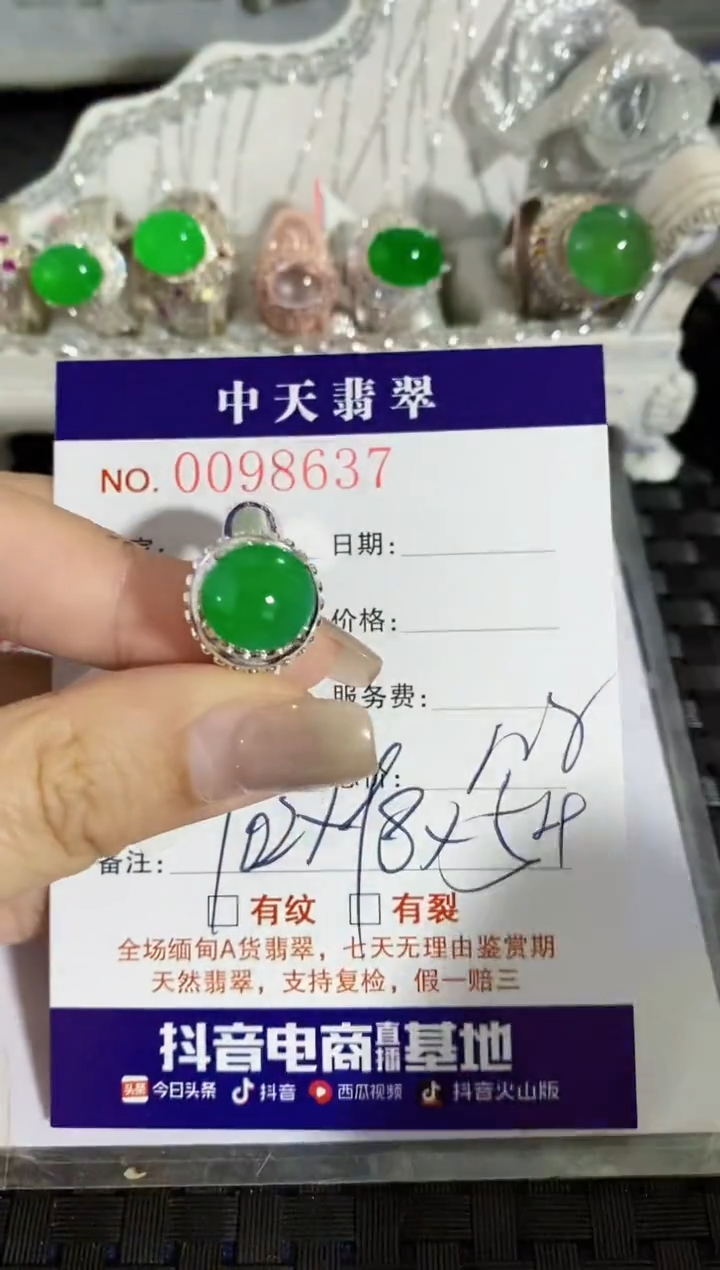 中天翡翠
NO. 0098637
日期:
价格:
服务费:
备注:
有纹 有裂
全场缅甸A货翡翠，七天无理由鉴赏期
天然翡翠，支持复检，假一赔三
抖音电商直播基地
头条 今日头条 抖音 西瓜视频 抖音火山版